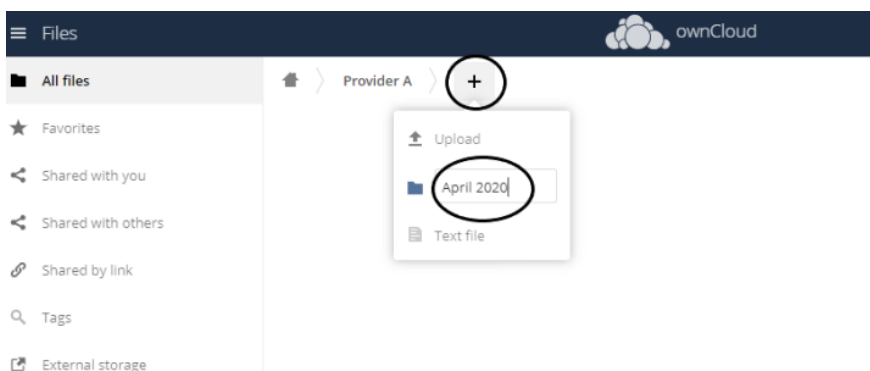 Files
ownCloud
All files
Provider A
+
Favorites
Upload
Shared with you
April 2020
Shared with others
Text file
Shared by link
Tags
External storage